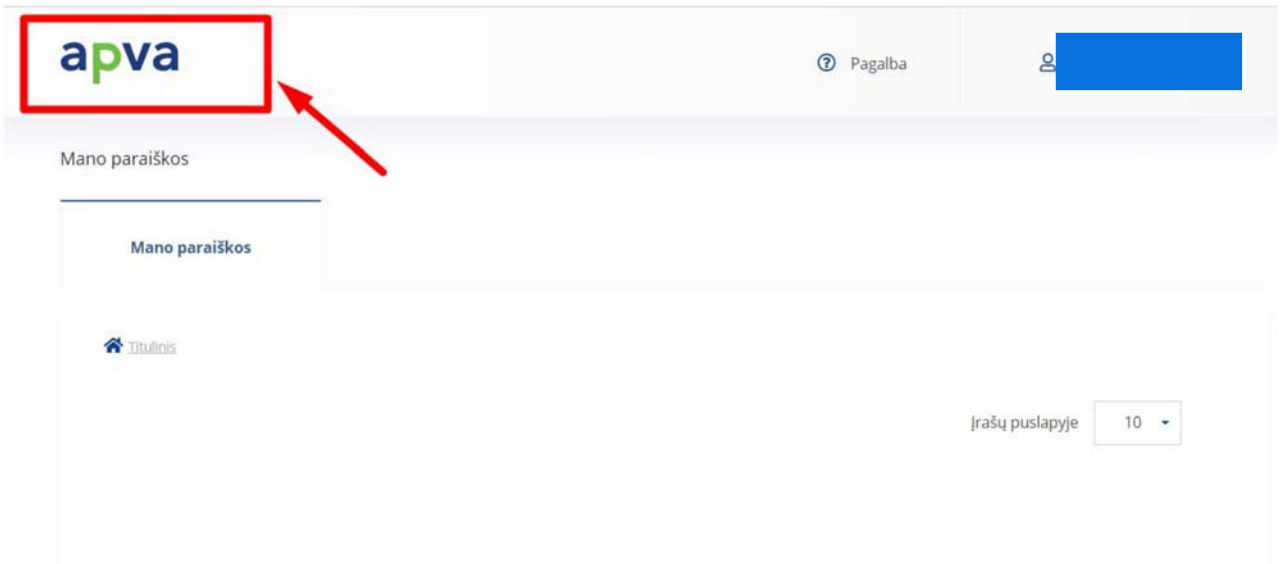 apva
Pagalba
Mano paraiškos
Mano paraiškos
Titulinis
Įrašų puslapyje 10